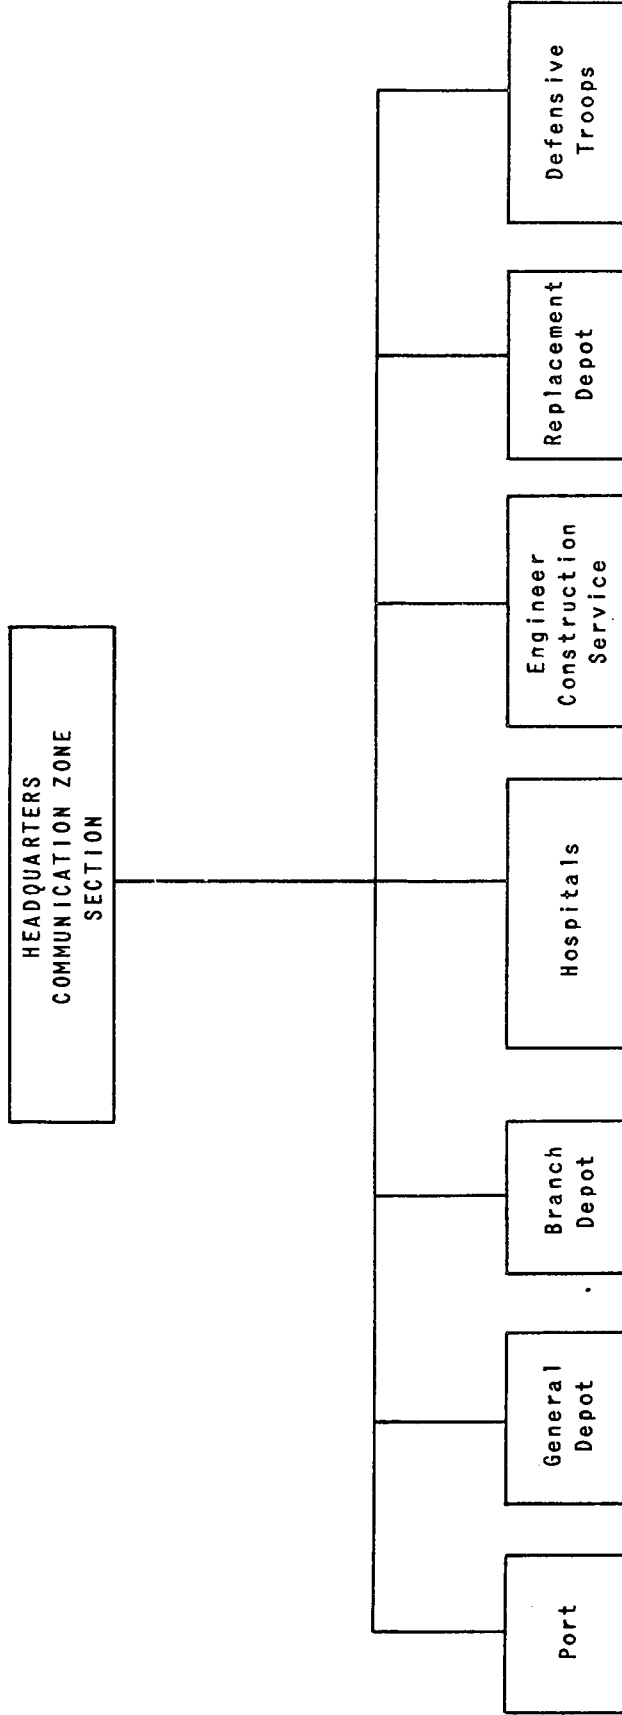 HEADQUARTERS
COMMUNICATION ZONE
SECTION
Port
General
Depot
Branch
Depot
Hospitals
Engineer
Construction
Service
Replacement
Depot
Defensive
Troops